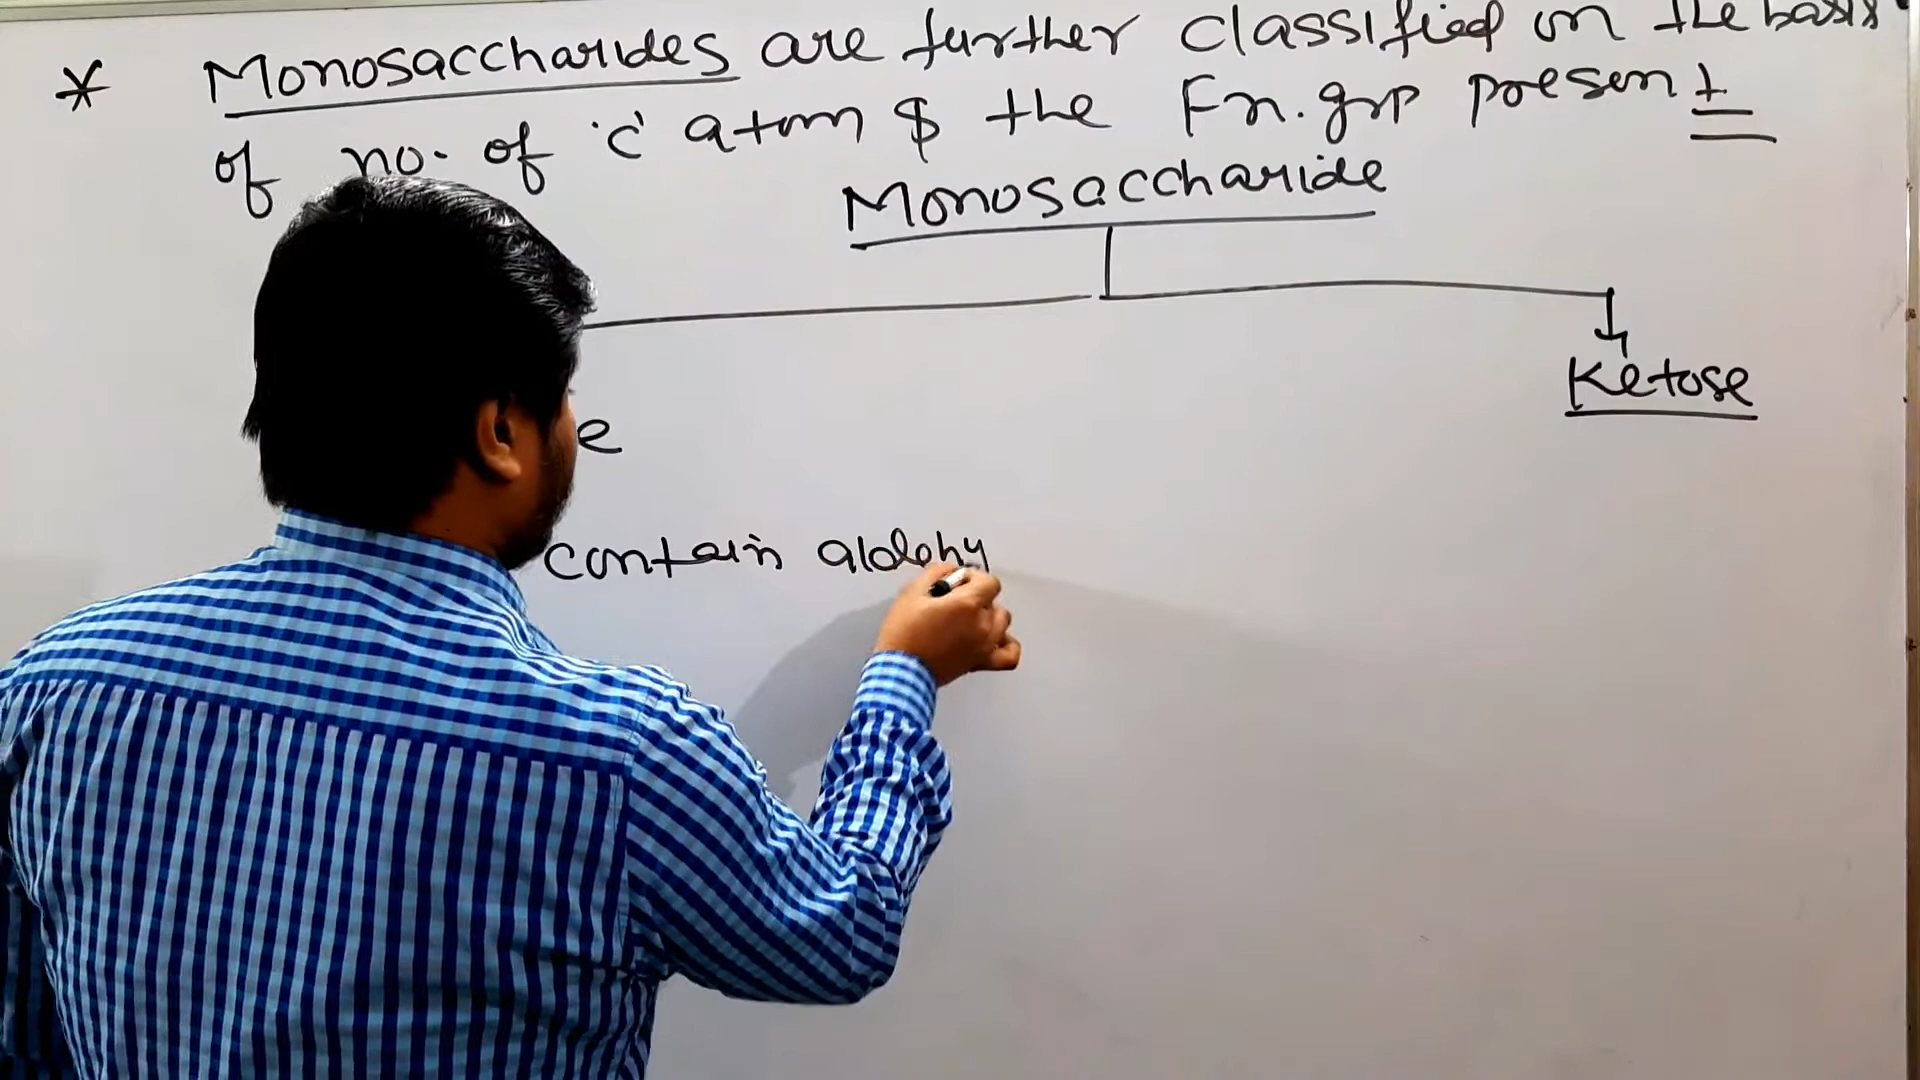 * Monosaccharides are further classified on the basis
of no. of 'c' atom & the Fn. grp present
Monosaccharide
Ketose
e
contain aldehy